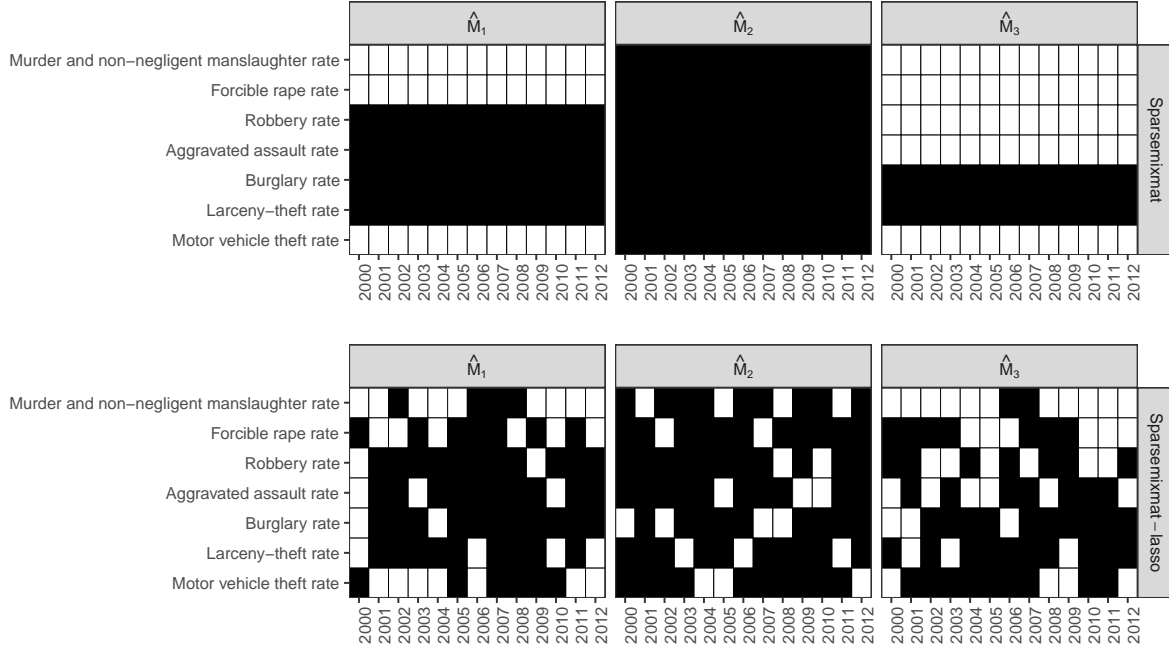 M̂₁ M̂₂ M̂₃
Murder and non−negligent manslaughter rate
Forcible rape rate
Robbery rate
Aggravated assault rate
Burglary rate
Larceny−theft rate
Motor vehicle theft rate
Sparsemixmat
2000 2001 2002 2003 2004 2005 2006 2007 2008 2009 2010 2011 2012 2000 2001 2002 2003 2004 2005 2006 2007 2008 2009 2010 2011 2012 2000 2001 2002 2003 2004 2005 2006 2007 2008 2009 2010 2011 2012
M̂₁ M̂₂ M̂₃
Murder and non−negligent manslaughter rate
Forcible rape rate
Robbery rate
Aggravated assault rate
Burglary rate
Larceny−theft rate
Motor vehicle theft rate
Sparsemixmat − lasso
2000 2001 2002 2003 2004 2005 2006 2007 2008 2009 2010 2011 2012 2000 2001 2002 2003 2004 2005 2006 2007 2008 2009 2010 2011 2012 2000 2001 2002 2003 2004 2005 2006 2007 2008 2009 2010 2011 2012